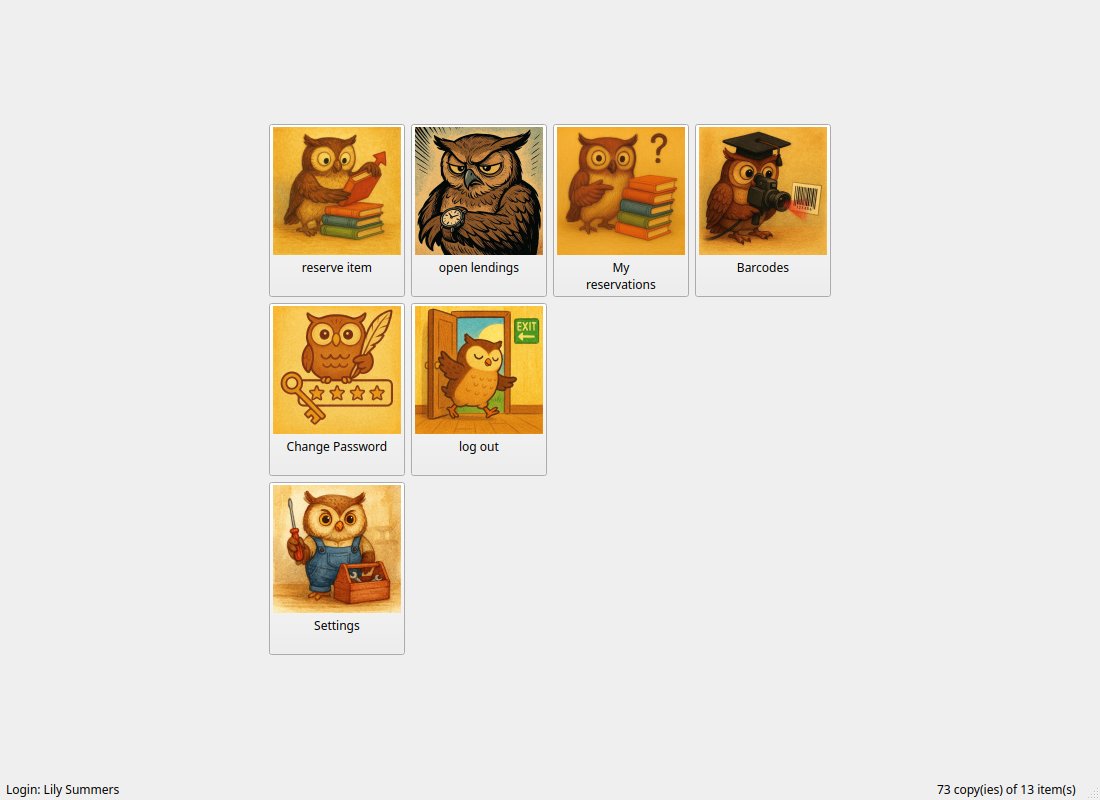 ?
reserve item
open lendings
My
reservations
Barcodes
EXIT
Change Password
log out
Settings
Login: Lily Summers
73 copy(ies) of 13 item(s)